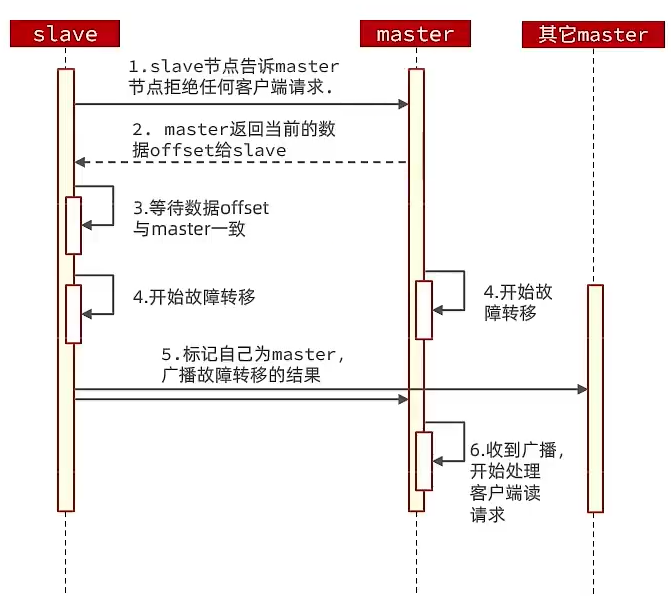 slave
master
其它master
1.slave节点告诉master
节点拒绝任何客户端请求.
2. master返回当前的数
据offset给slave
3.等待数据offset
与master一致
4.开始故障转移
4.开始故
障转移
5.标记自己为master,
广播故障转移的结果
6.收到广播,
开始处理
客户端读
请求